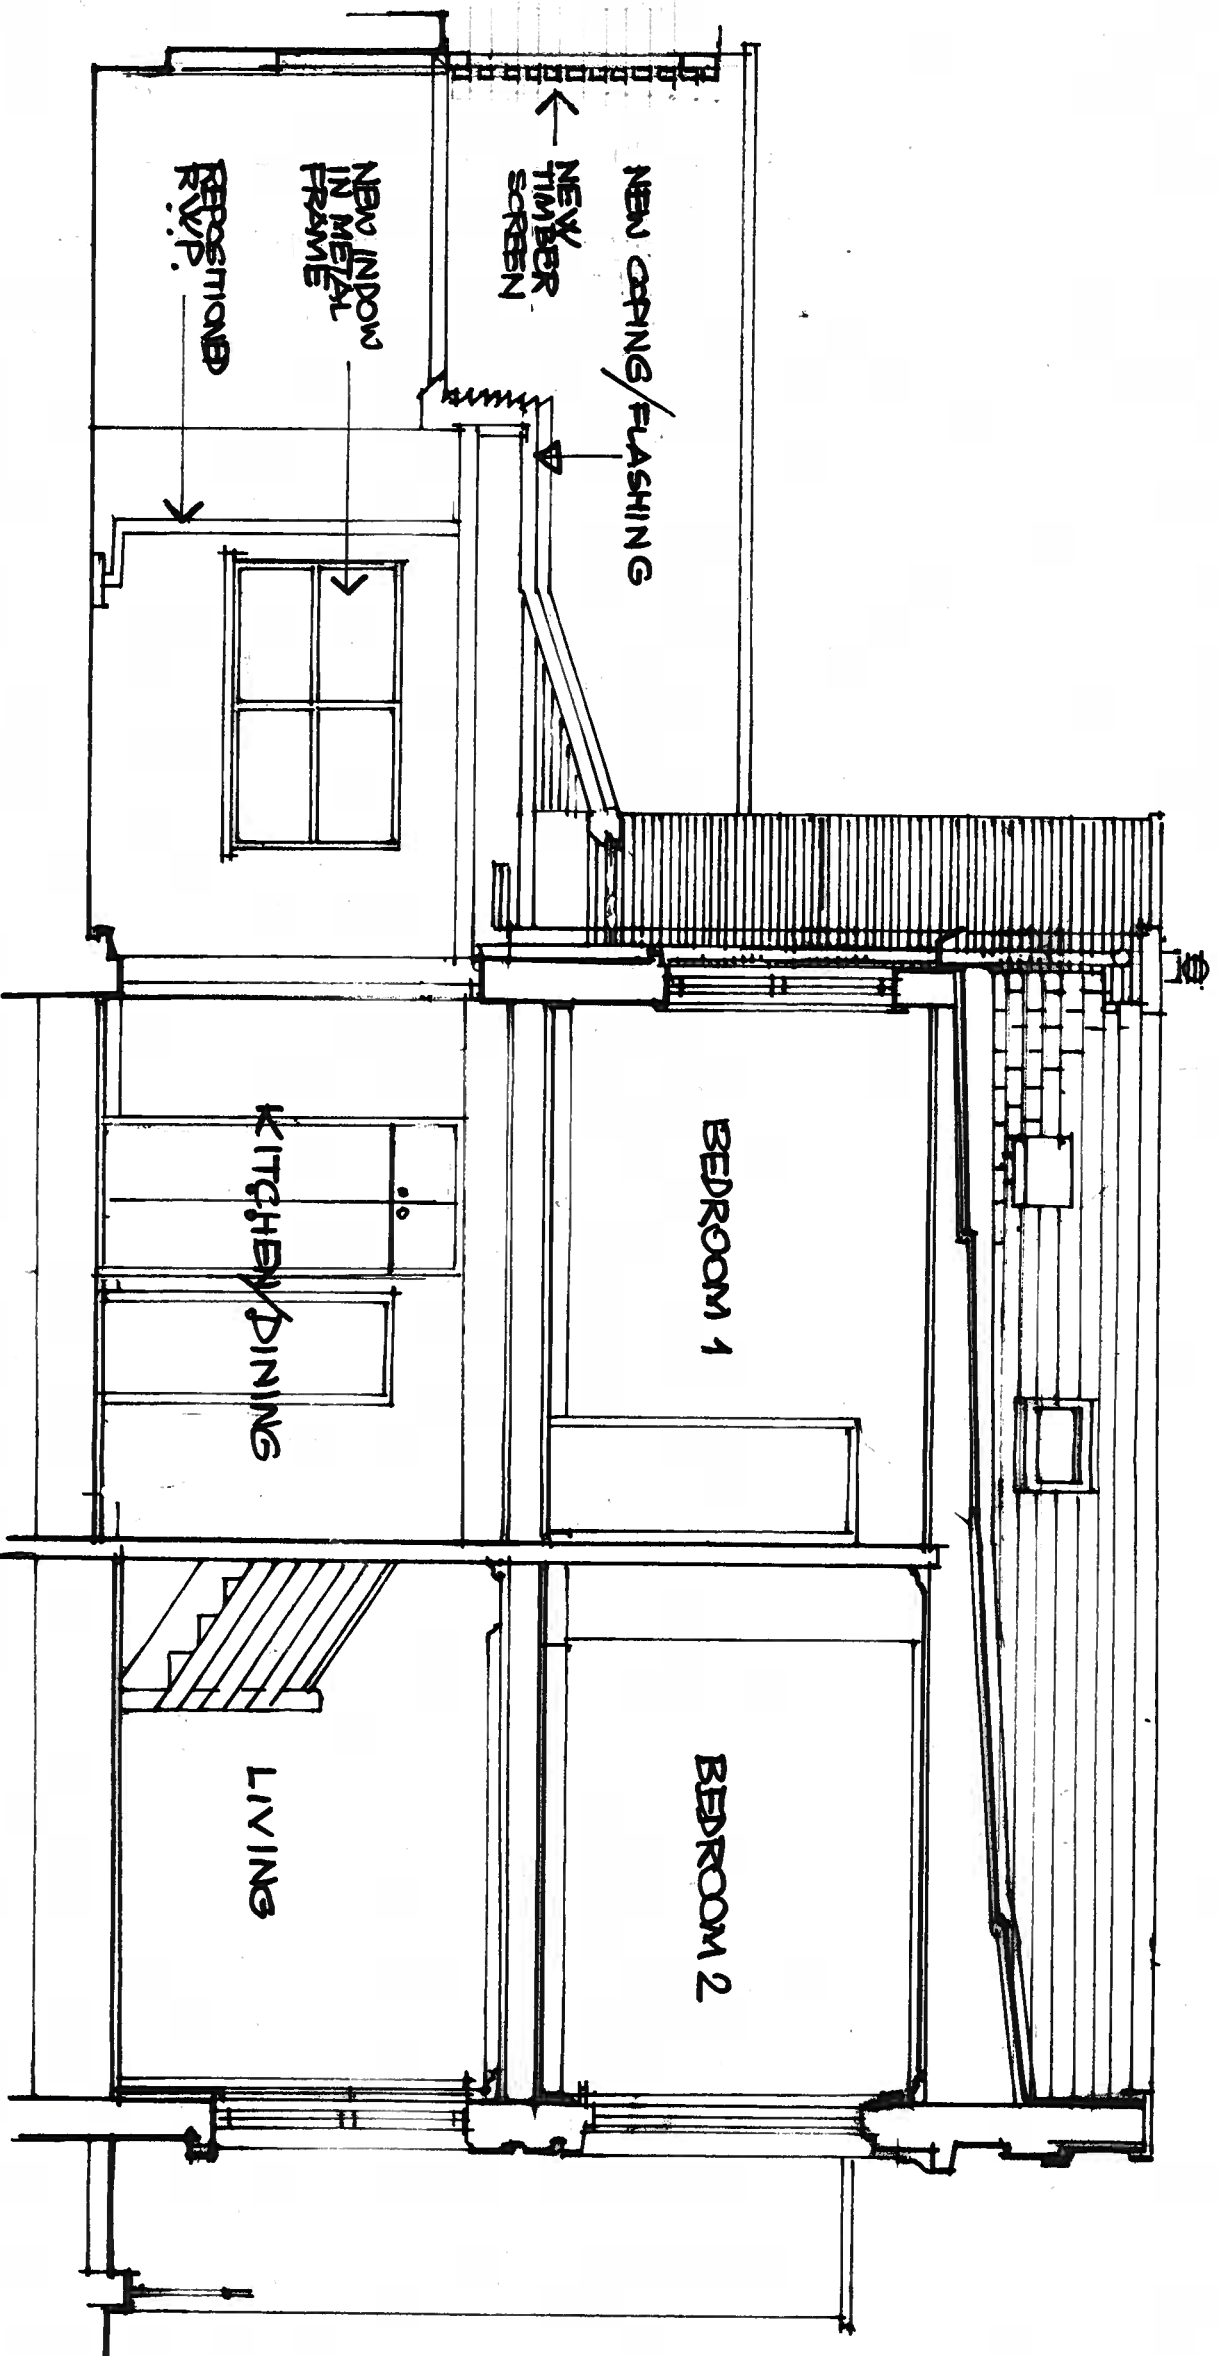 NEW COPING/FLASHING
NEW
TIMBER
SCREEN
NEW WINDOW
IN METAL
FRAME
REPOSITIONED
R.W.P.
BEDROOM 1
BEDROOM 2
KITCHEN/DINING
LIVING